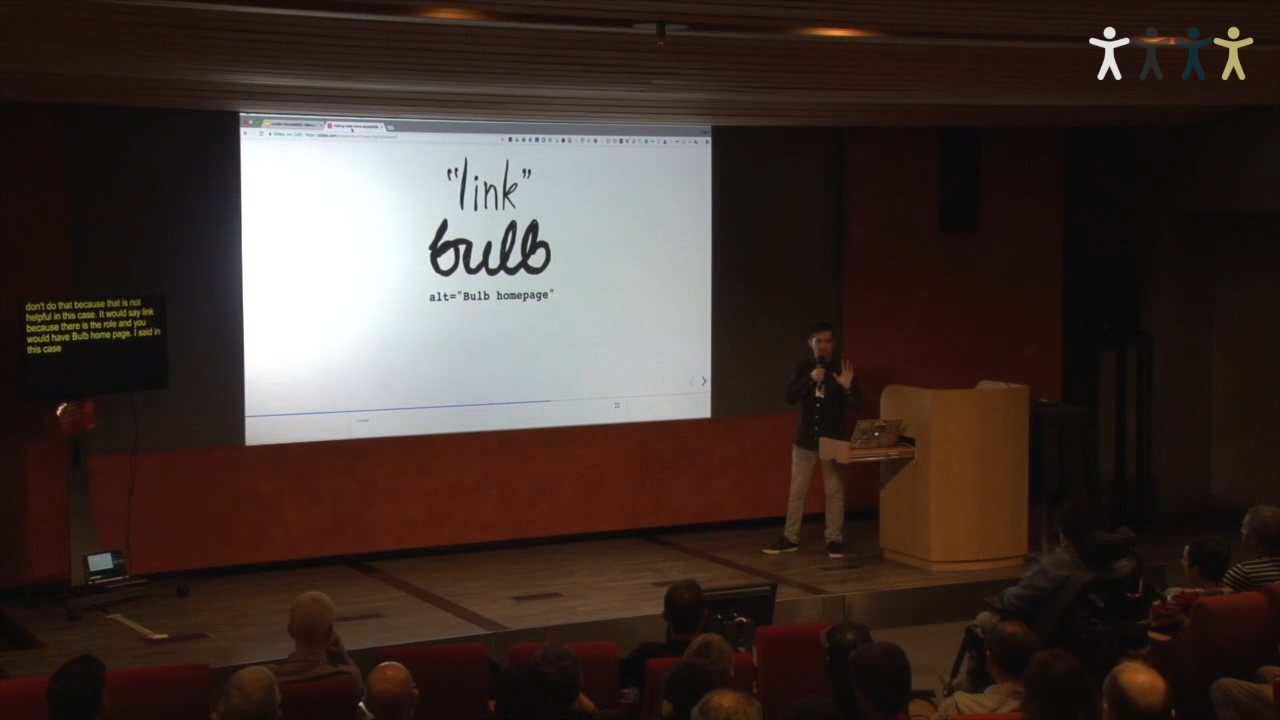 "link"
bulb
alt="Bulb homepage"
don't do that because that is not
helpful in this case. It would say link
because there is the role and you
would have Bulb home page. I said in
this case